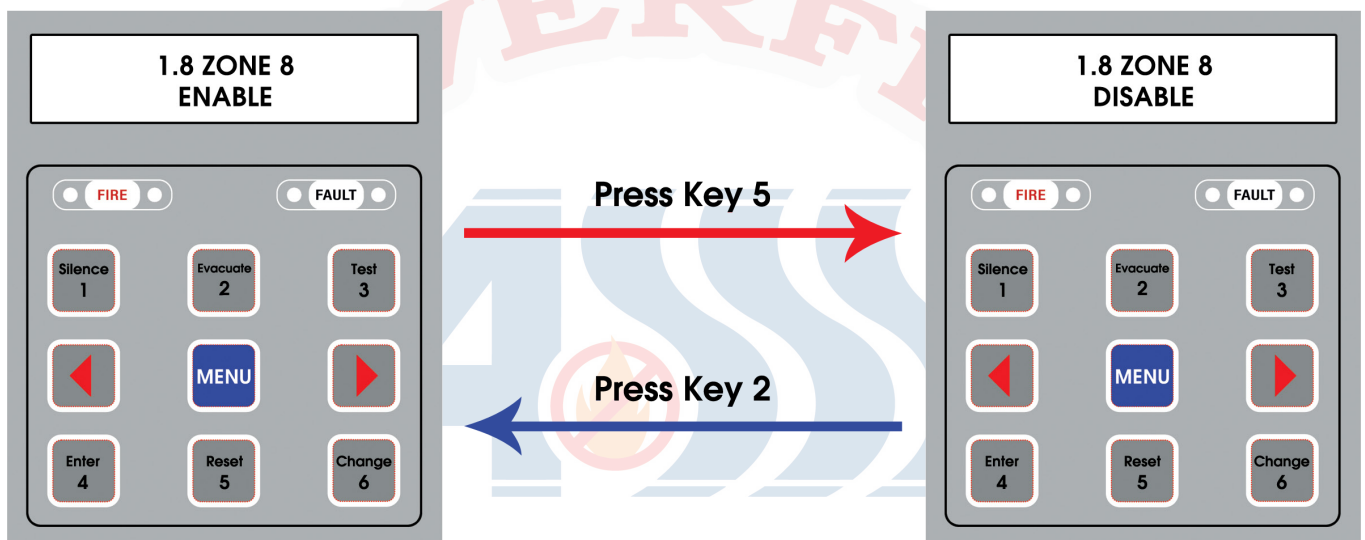 1.8 ZONE 8
ENABLE
FIRE
FAULT
Silence
1
Evacuate
2
Test
3
MENU
Enter
4
Reset
5
Change
6
Press Key 5
Press Key 2
1.8 ZONE 8
DISABLE
FIRE
FAULT
Silence
1
Evacuate
2
Test
3
MENU
Enter
4
Reset
5
Change
6